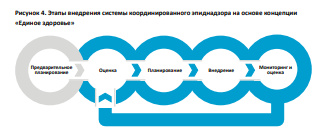 Рисунок 4. Этапы внедрения системы координированного эпиднадзора на основе концепции
«Единое здоровье»
Предварительное
планирование
Оценка
Планирование
Внедрение
Мониторинг и
оценка